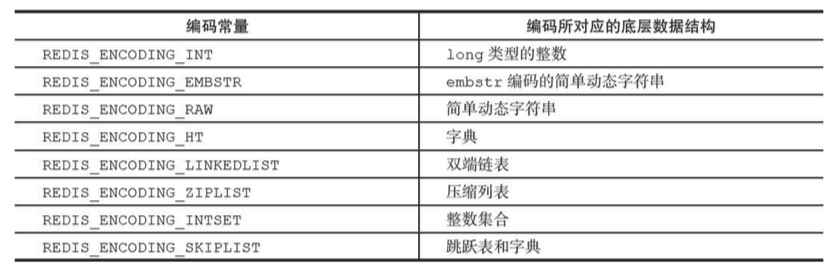 编码常量 编码所对应的底层数据结构
REDIS_ENCODING_INT long 类型的整数
REDIS_ENCODING_EMBSTR embstr 编码的简单动态字符串
REDIS_ENCODING_RAW 简单动态字符串
REDIS_ENCODING_HT 字典
REDIS_ENCODING_LINKEDLIST 双端链表
REDIS_ENCODING_ZIPLIST 压缩列表
REDIS_ENCODING_INTSET 整数集合
REDIS_ENCODING_SKIPLIST 跳跃表和字典